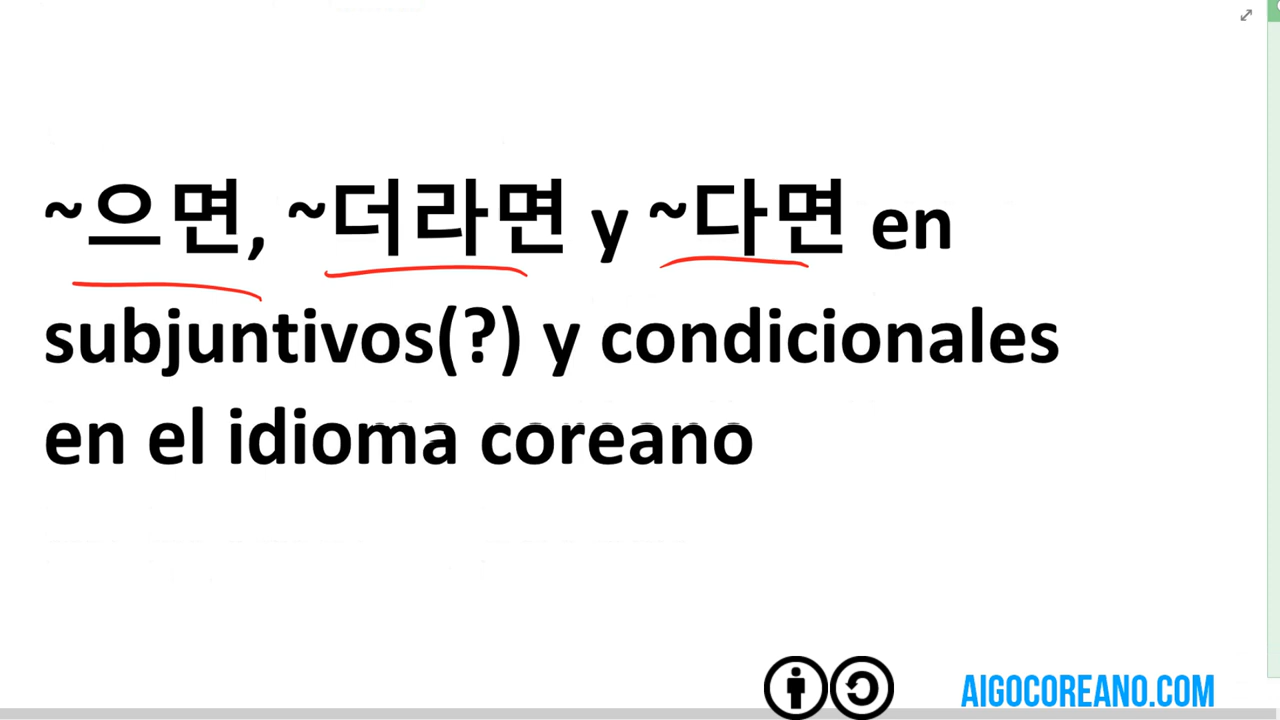 ~으면, ~더라면 y ~다면 en
subjuntivos(?) y condicionales
en el idioma coreano
AIGOCOREANO.COM